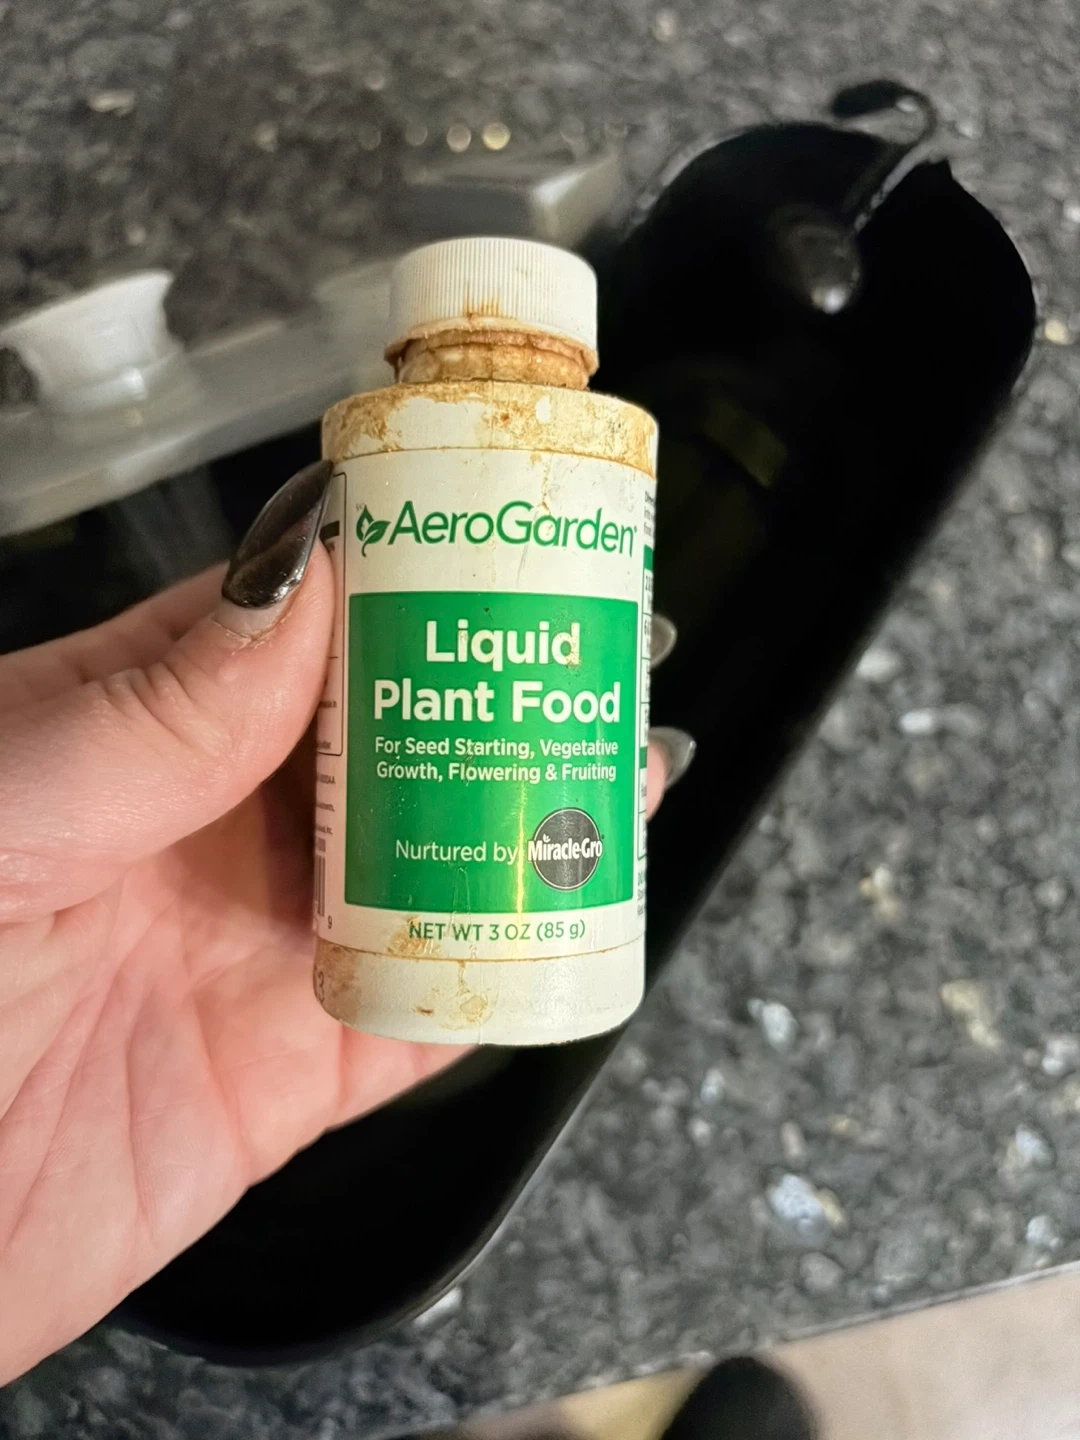 AeroGarden®
Liquid
Plant Food
For Seed Starting, Vegetative
Growth, Flowering & Fruiting
Nurtured by Miracle-Gro®
NET WT 3 OZ (85 g)